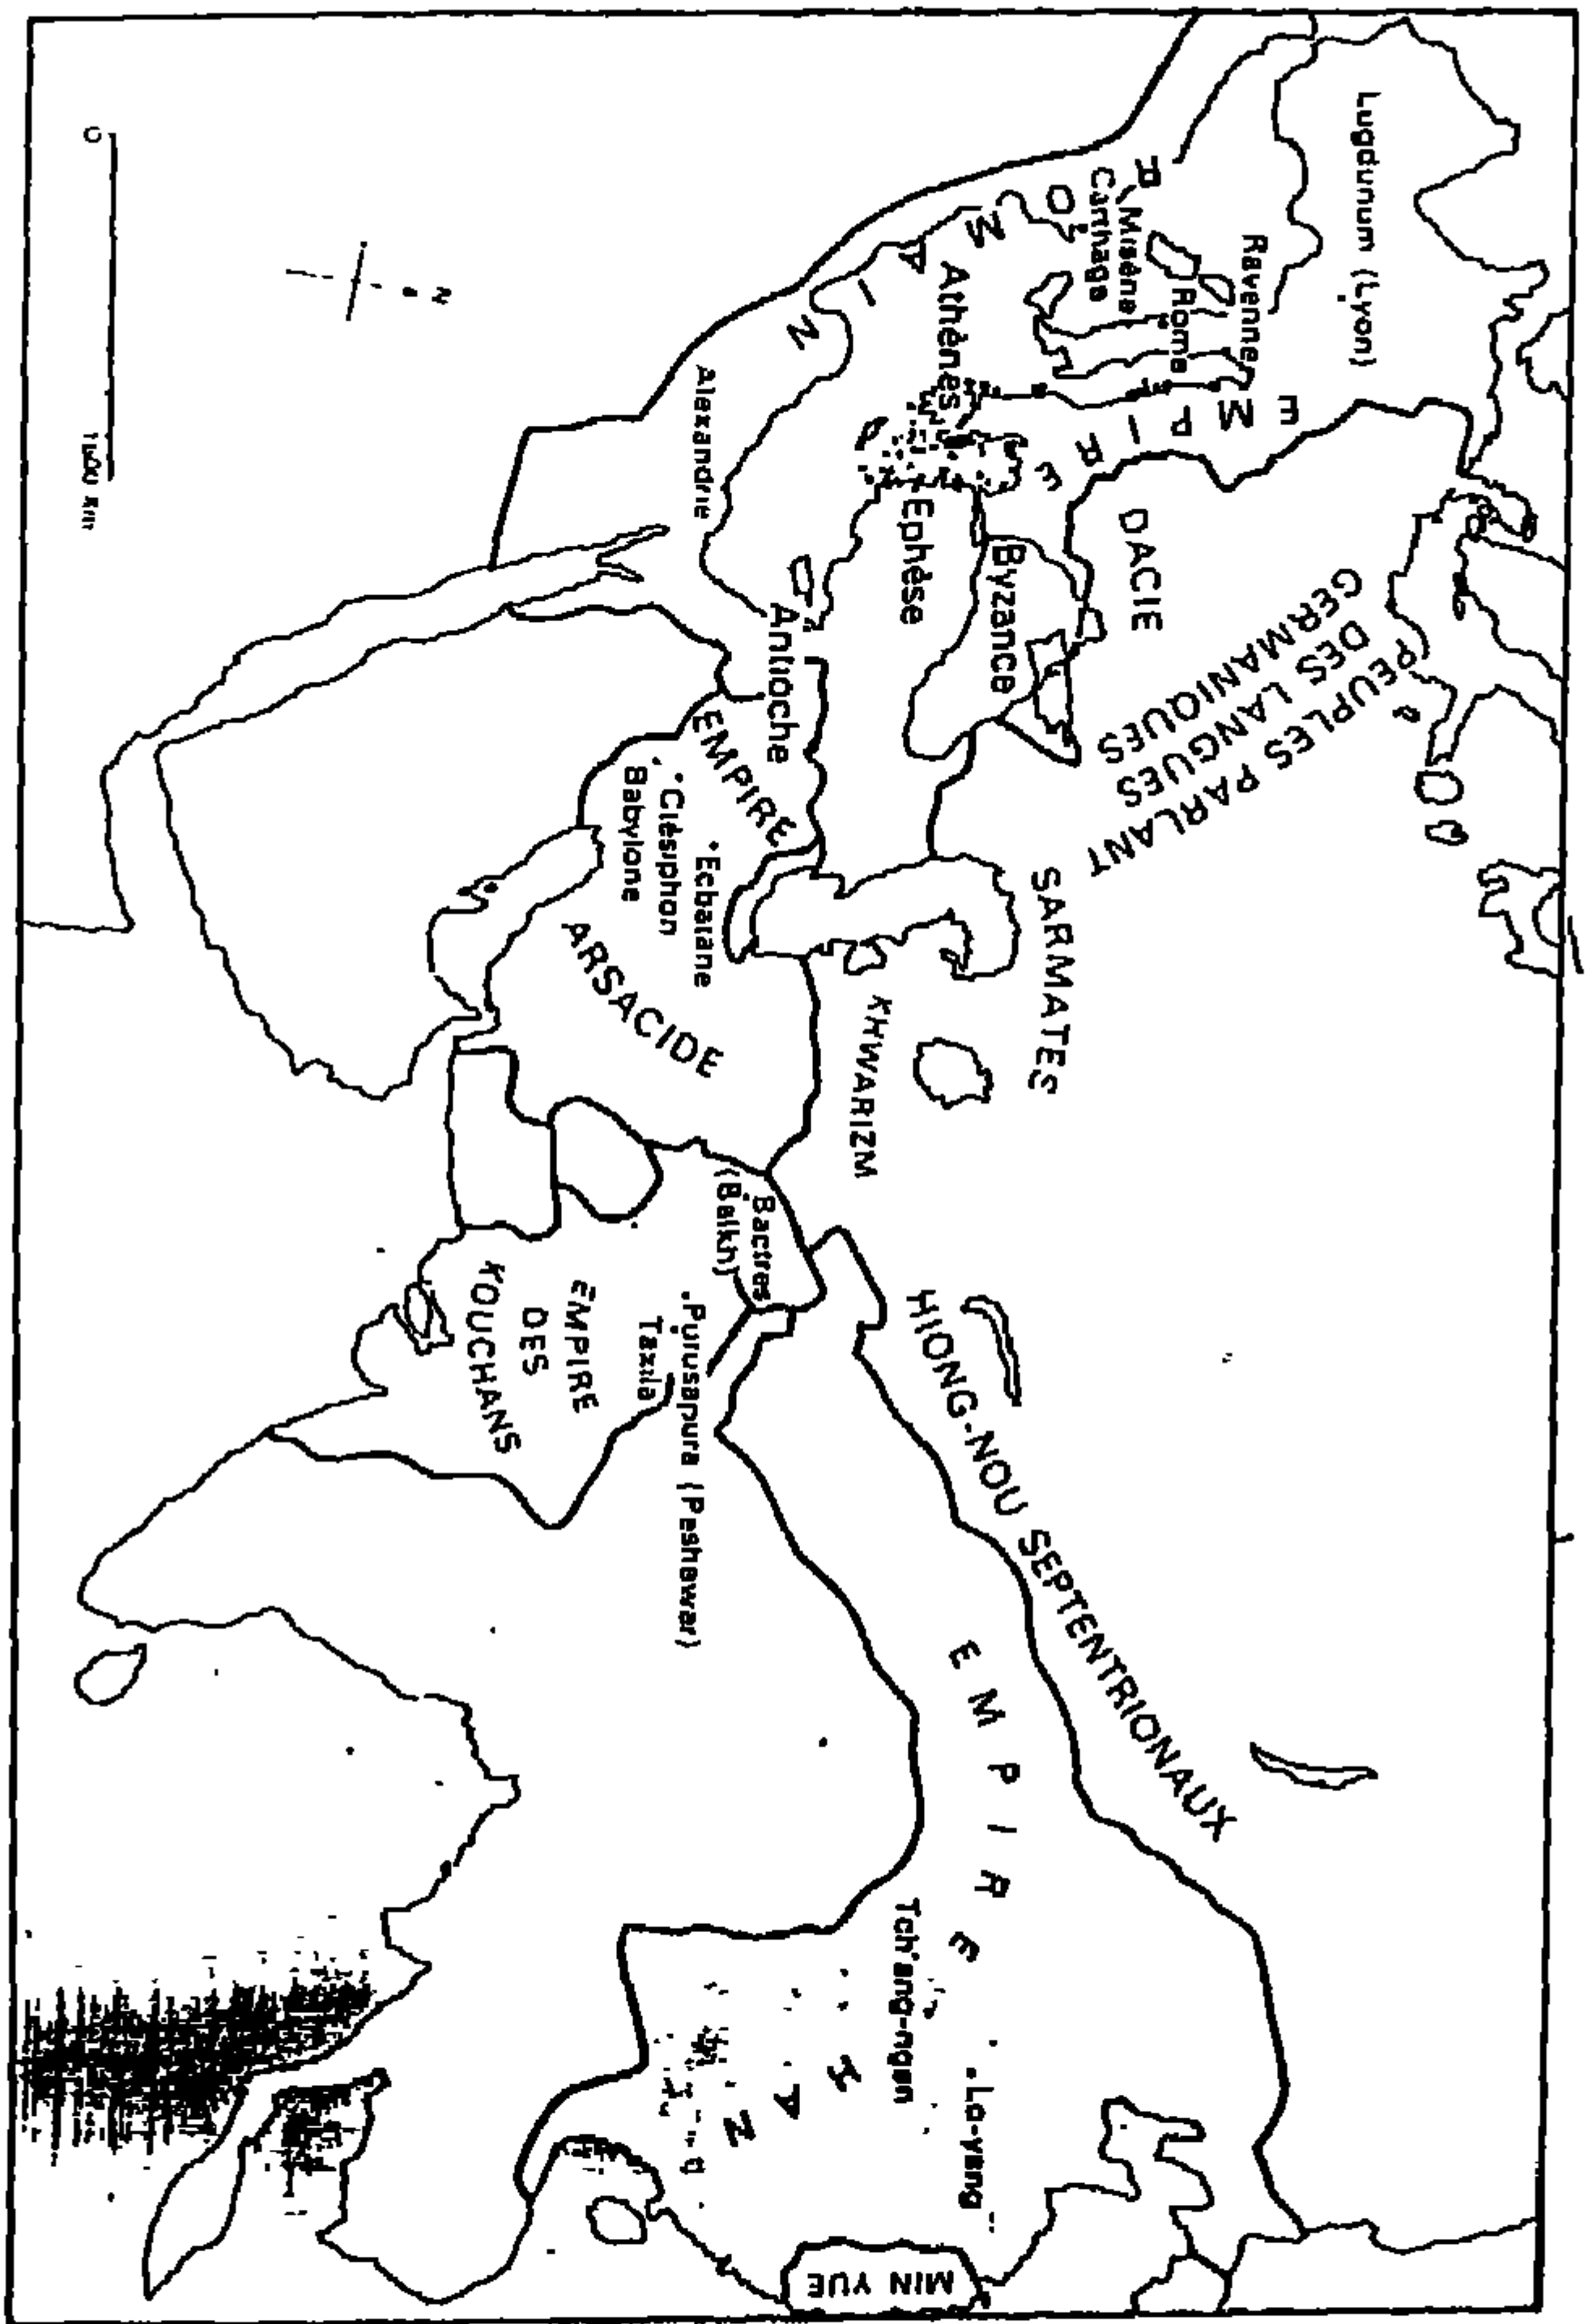 Lugdunum (Lyon)
Ravenne
Rome
Misène
Carthage
EMPIRE
ROMAIN
Athènes
Ephèse
Byzance
DACIE
PEUPLES PARLANT
DES LANGUES
GERMANIQUES
Alexandrie
Antioche
EMPIRE
ARSACIDE
Ecbatane
Ctésiphon
Babylone
SARMATES
KHWARIZM
Bactres
(Balkh)
Purusapura (Peshawar)
Taxila
EMPIRE
DES
KOUCHANS
HIONG-NOU SEPTENTRIONAUX
EMPIRE
HAN
Tch'ang-ngan
Lo-yang
MIN YUE
N
0